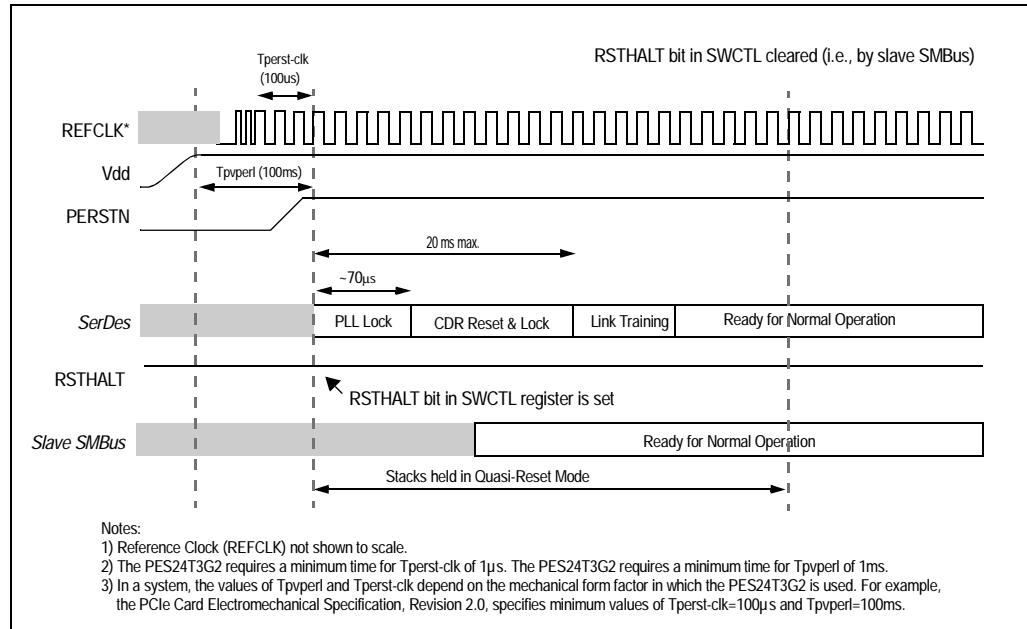 Tperst-clk
(100us)
RSTHALT bit in SWCTL cleared (i.e., by slave SMBus)
REFCLK*
Vdd
Tpvperl (100ms)
PERSTN
20 ms max.
~70µs
SerDes
PLL Lock
CDR Reset & Lock
Link Training
Ready for Normal Operation
RSTHALT
RSTHALT bit in SWCTL register is set
Slave SMBus
Ready for Normal Operation
Stacks held in Quasi-Reset Mode
Notes:
1) Reference Clock (REFCLK) not shown to scale.
2) The PES24T3G2 requires a minimum time for Tperst-clk of 1µs. The PES24T3G2 requires a minimum time for Tpvperl of 1ms.
3) In a system, the values of Tpvperl and Tperst-clk depend on the mechanical form factor in which the PES24T3G2 is used. For example,
the PCIe Card Electromechanical Specification, Revision 2.0, specifies minimum values of Tperst-clk=100µs and Tpvperl=100ms.